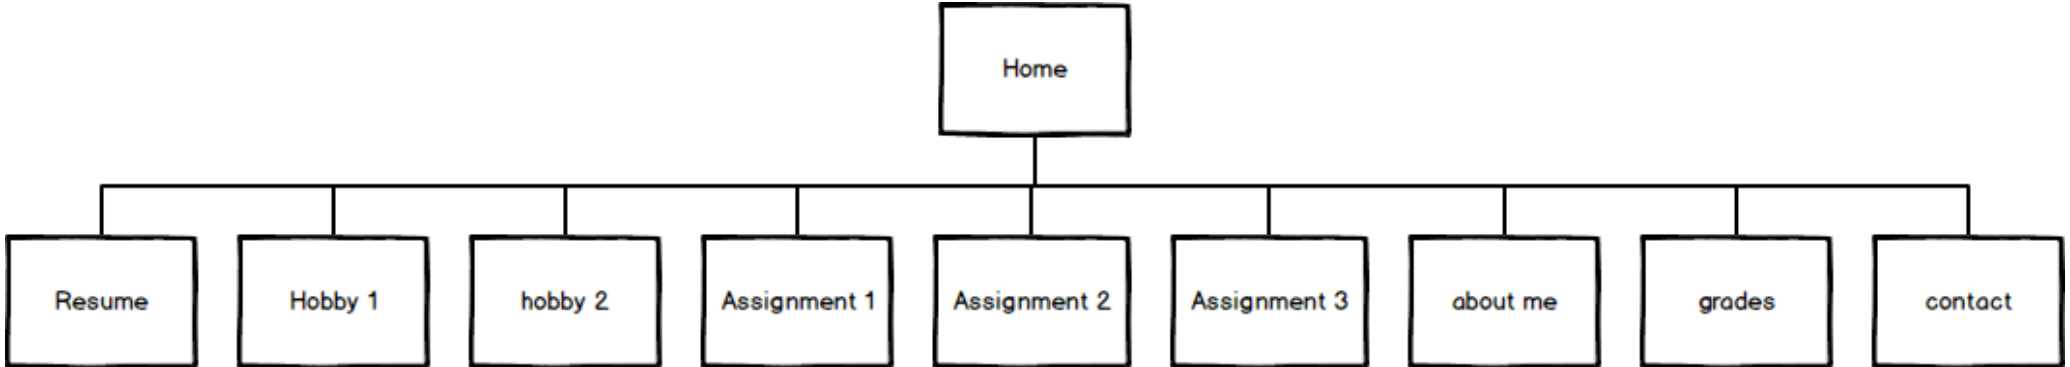 Home
Resume
Hobby 1
hobby 2
Assignment 1
Assignment 2
Assignment 3
about me
grades
contact